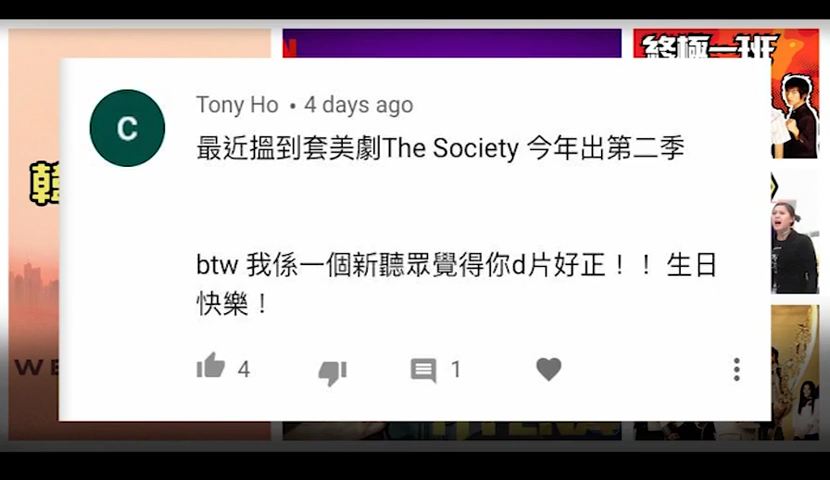 終極一班
Tony Ho • 4 days ago
C
最近搵到套美劇The Society 今年出第二季
btw 我係一個新聽眾覺得你d片好正！！ 生日
快樂！
4
1